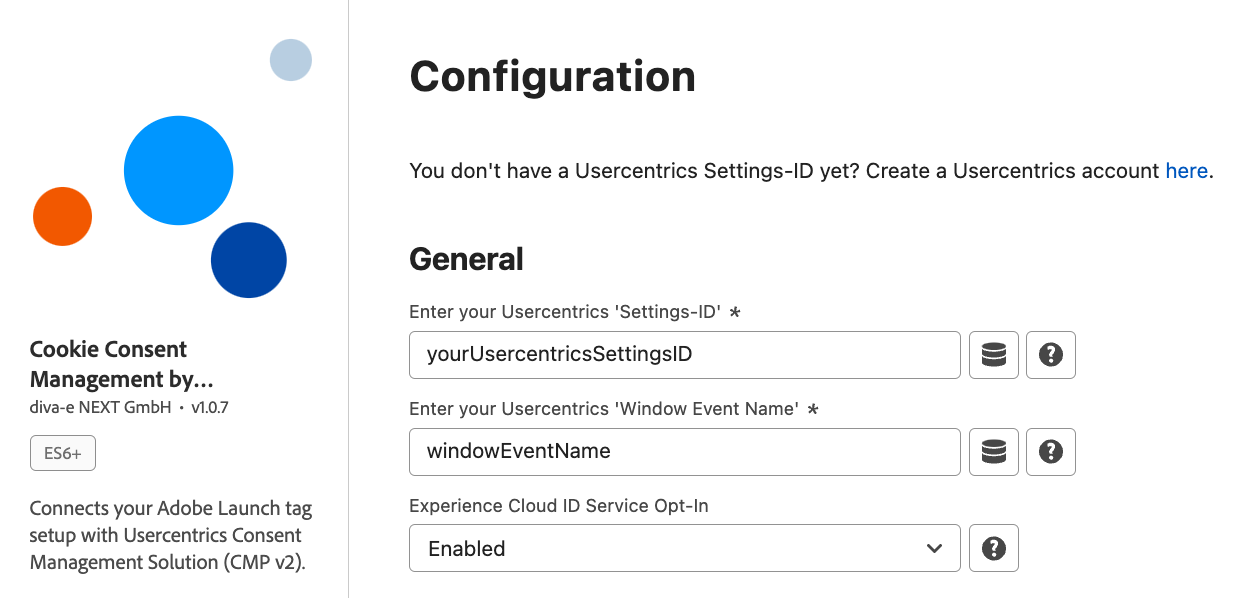 Cookie Consent
Management by...
diva-e NEXT GmbH • v1.0.7
ES6+
Connects your Adobe Launch tag
setup with Usercentrics Consent
Management Solution (CMP v2).
Configuration
You don't have a Usercentrics Settings-ID yet? Create a Usercentrics account here.
General
Enter your Usercentrics 'Settings-ID' *
yourUsercentricsSettingsID
Enter your Usercentrics 'Window Event Name' *
windowEventName
Experience Cloud ID Service Opt-In
Enabled